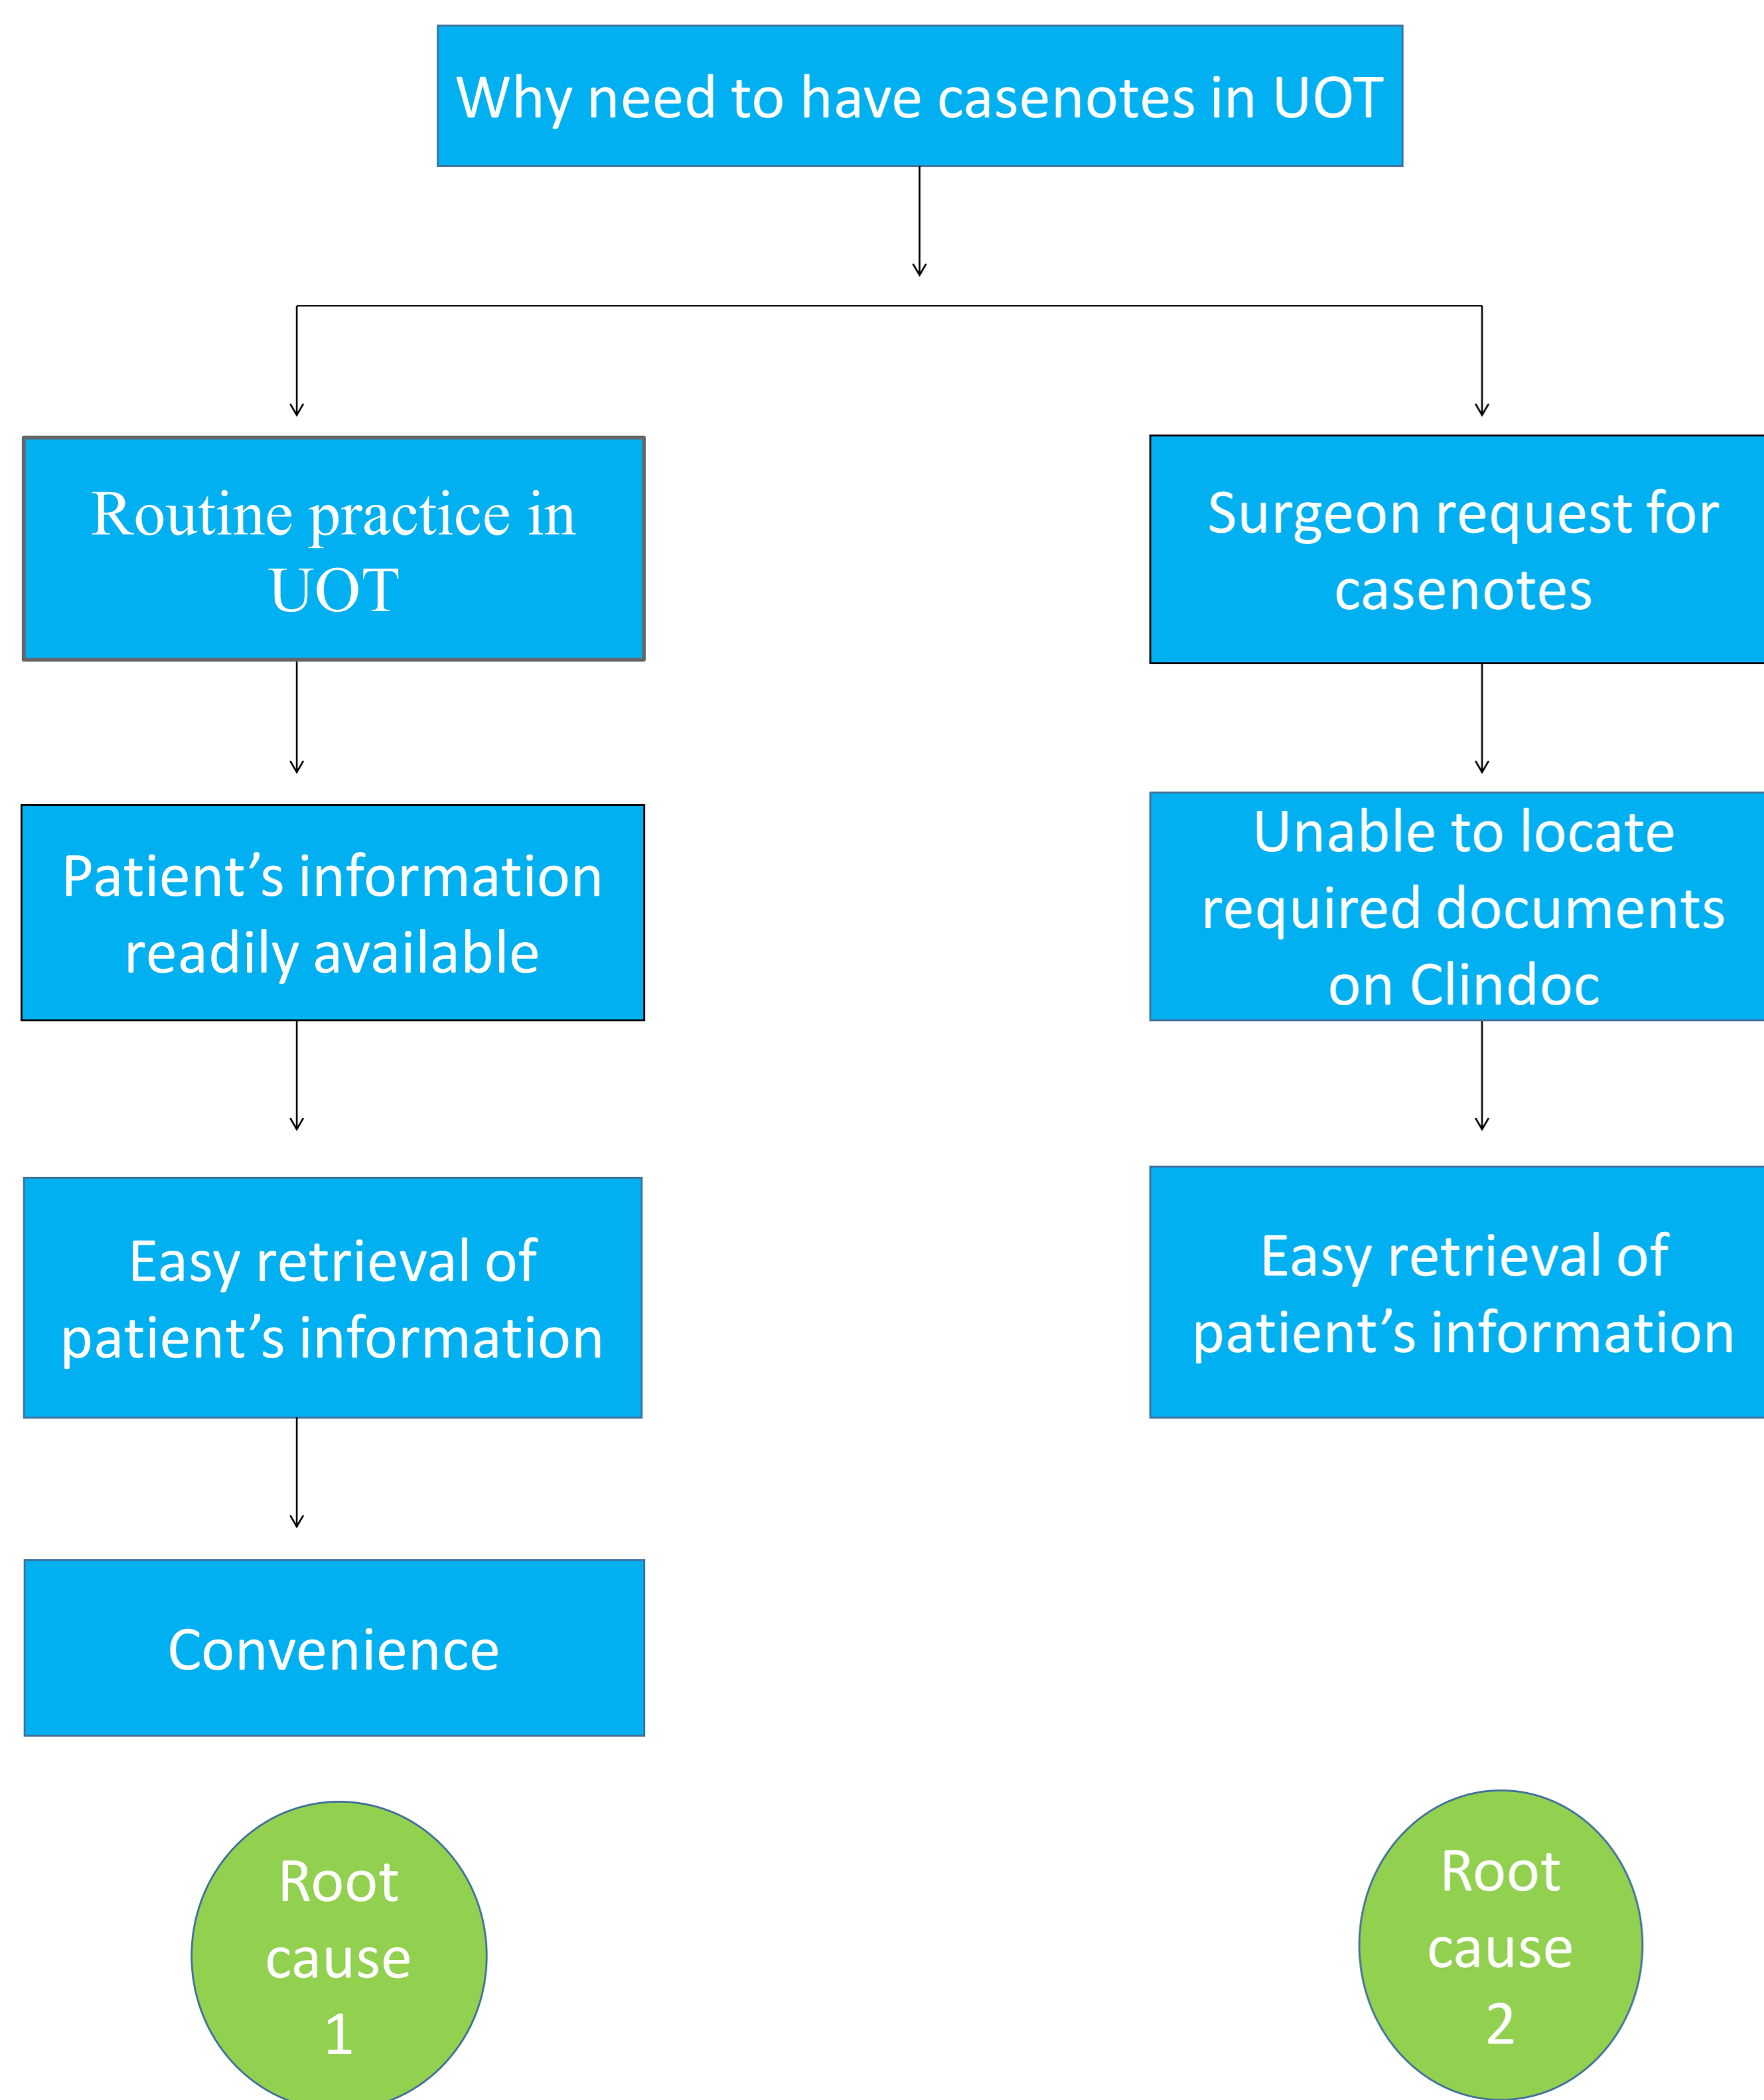 Why need to have casenotes in UOT
Routine practice in
UOT
Surgeon request for
casenotes
Patient’s information
readily available
Unable to locate
required documents
on Clindoc
Easy retrieval of
patient’s information
Easy retrieval of
patient’s information
Convenience
Root
cause
1
Root
cause
2